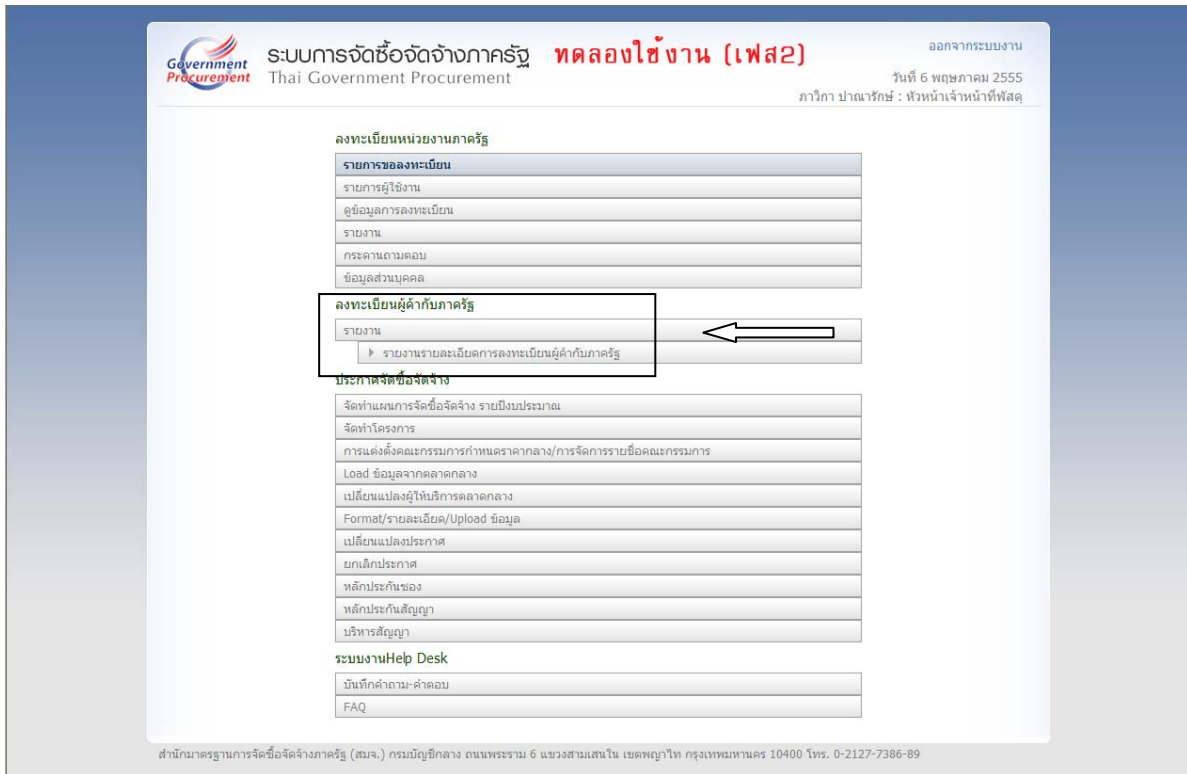 Government
Procurement
ระบบการจัดซื้อจัดจ้างภาครัฐ
Thai Government Procurement
ทดลองใช้งาน (เฟส2)
ออกจากระบบงาน
วันที่ 6 พฤษภาคม 2555
ภาวิกา ปาณารักษ์ : หัวหน้าเจ้าหน้าที่พัสดุ
ลงทะเบียนหน่วยงานภาครัฐ
รายการขอลงทะเบียน
รายการผู้ใช้งาน
ดูข้อมูลการลงทะเบียน
รายงาน
กระดานถามตอบ
ข้อมูลส่วนบุคคล
ลงทะเบียนผู้ค้ากับภาครัฐ
รายงาน
รายงานรายละเอียดการลงทะเบียนผู้ค้ากับภาครัฐ
ประกาศจัดซื้อจัดจ้าง
จัดทำแผนการจัดซื้อจัดจ้าง รายปีงบประมาณ
จัดทำโครงการ
การแต่งตั้งคณะกรรมการกำหนดราคากลาง/การจัดการรายชื่อคณะกรรมการ
Load ข้อมูลจากตลาดกลาง
เปลี่ยนแปลงผู้ให้บริการตลาดกลาง
Format/รายละเอียด/Upload ข้อมูล
เปลี่ยนแปลงประกาศ
ยกเลิกประกาศ
หลักประกันซอง
หลักประกันสัญญา
บริหารสัญญา
ระบบงานHelp Desk
บันทึกคำถาม-คำตอบ
FAQ
สำนักมาตรฐานการจัดซื้อจัดจ้างภาครัฐ (สมจ.) กรมบัญชีกลาง ถนนพระราม 6 แขวงสามเสนใน เขตพญาไท กรุงเทพมหานคร 10400 โทร. 0-2127-7386-89